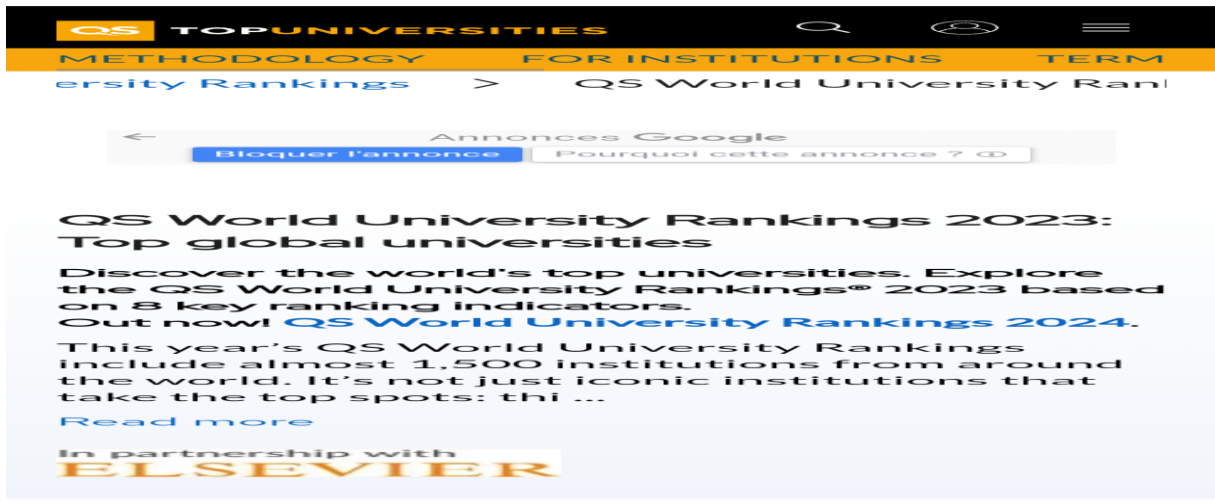 QS TOPUNIVERSITIES
METHODOLOGY FOR INSTITUTIONS TERM
ersity Rankings > QS World University Ran
Annonces Google
Bloquer l'annonce Pourquoi cette annonce ?
QS World University Rankings 2023:
Top global universities
Discover the world's top universities. Explore
the QS World University Rankings® 2023 based
on 8 key ranking indicators.
Out now! QS World University Rankings 2024.
This year's QS World University Rankings
include almost 1,500 institutions from around
the world. It's not just iconic institutions that
take the top spots: thi ...
Read more
In partnership with
ELSEVIER